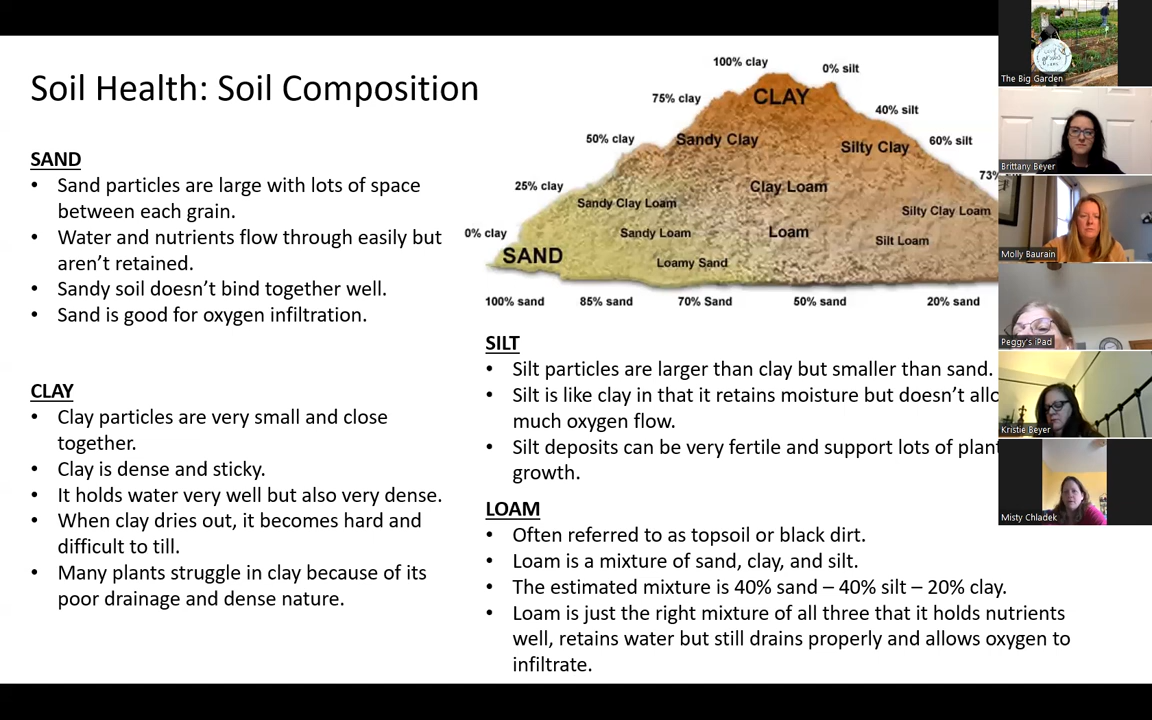 Soil Health: Soil Composition
SAND
• Sand particles are large with lots of space
between each grain.
• Water and nutrients flow through easily but
aren’t retained.
• Sandy soil doesn’t bind together well.
• Sand is good for oxygen infiltration.
CLAY
• Clay particles are very small and close
together.
• Clay is dense and sticky.
• It holds water very well but also very dense.
• When clay dries out, it becomes hard and
difficult to till.
• Many plants struggle in clay because of its
poor drainage and dense nature.
100% clay
0% silt
CLAY
75% clay
40% silt
50% clay
Sandy Clay
Silty Clay
60% silt
73%
25% clay
Clay Loam
Sandy Clay Loam
Silty Clay Loam
0% clay
Sandy Loam
Loam
Silt Loam
SAND
Loamy Sand
100% sand
85% sand
70% Sand
50% sand
20% sand
SILT
• Silt particles are larger than clay but smaller than sand.
• Silt is like clay in that it retains moisture but doesn’t allo
much oxygen flow.
• Silt deposits can be very fertile and support lots of plant
growth.
LOAM
• Often referred to as topsoil or black dirt.
• Loam is a mixture of sand, clay, and silt.
• The estimated mixture is 40% sand – 40% silt – 20% clay.
• Loam is just the right mixture of all three that it holds nutrients
well, retains water but still drains properly and allows oxygen to
infiltrate.
The Big Garden
Brittany Beyer
Molly Baurain
Peggy's iPad
Kristie Beyer
Misty Chladek